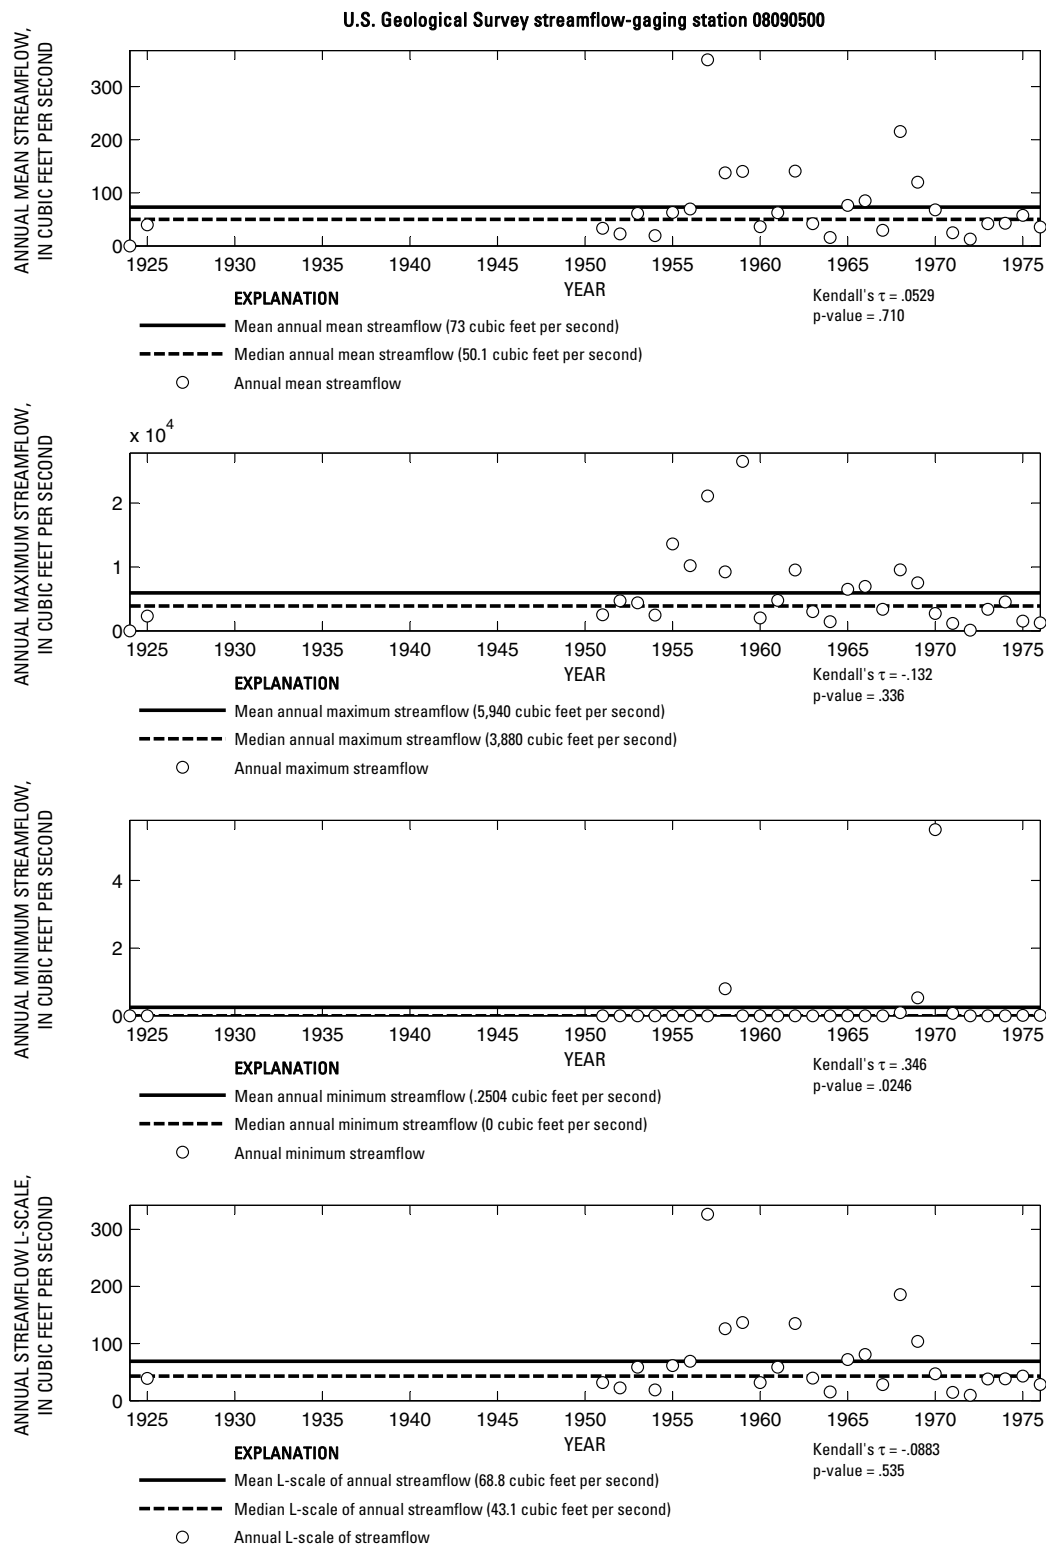 U.S. Geological Survey streamflow-gaging station 08090500
ANNUAL MEAN STREAMFLOW,
IN CUBIC FEET PER SECOND
300
200
100
0
1925 1930 1935 1940 1945 1950 1955 1960 1965 1970 1975
YEAR
EXPLANATION
Mean annual mean streamflow (73 cubic feet per second)
Median annual mean streamflow (50.1 cubic feet per second)
Annual mean streamflow
Kendall's τ = .0529
p-value = .710
ANNUAL MAXIMUM STREAMFLOW,
IN CUBIC FEET PER SECOND
x 10^4
2
1
0
1925 1930 1935 1940 1945 1950 1955 1960 1965 1970 1975
YEAR
EXPLANATION
Mean annual maximum streamflow (5,940 cubic feet per second)
Median annual maximum streamflow (3,880 cubic feet per second)
Annual maximum streamflow
Kendall's τ = -.132
p-value = .336
ANNUAL MINIMUM STREAMFLOW,
IN CUBIC FEET PER SECOND
4
2
0
1925 1930 1935 1940 1945 1950 1955 1960 1965 1970 1975
YEAR
EXPLANATION
Mean annual minimum streamflow (.2504 cubic feet per second)
Median annual minimum streamflow (0 cubic feet per second)
Annual minimum streamflow
Kendall's τ = .346
p-value = .0246
ANNUAL STREAMFLOW L-SCALE,
IN CUBIC FEET PER SECOND
300
200
100
0
1925 1930 1935 1940 1945 1950 1955 1960 1965 1970 1975
YEAR
EXPLANATION
Mean L-scale of annual streamflow (68.8 cubic feet per second)
Median L-scale of annual streamflow (43.1 cubic feet per second)
Annual L-scale of streamflow
Kendall's τ = -.0883
p-value = .535